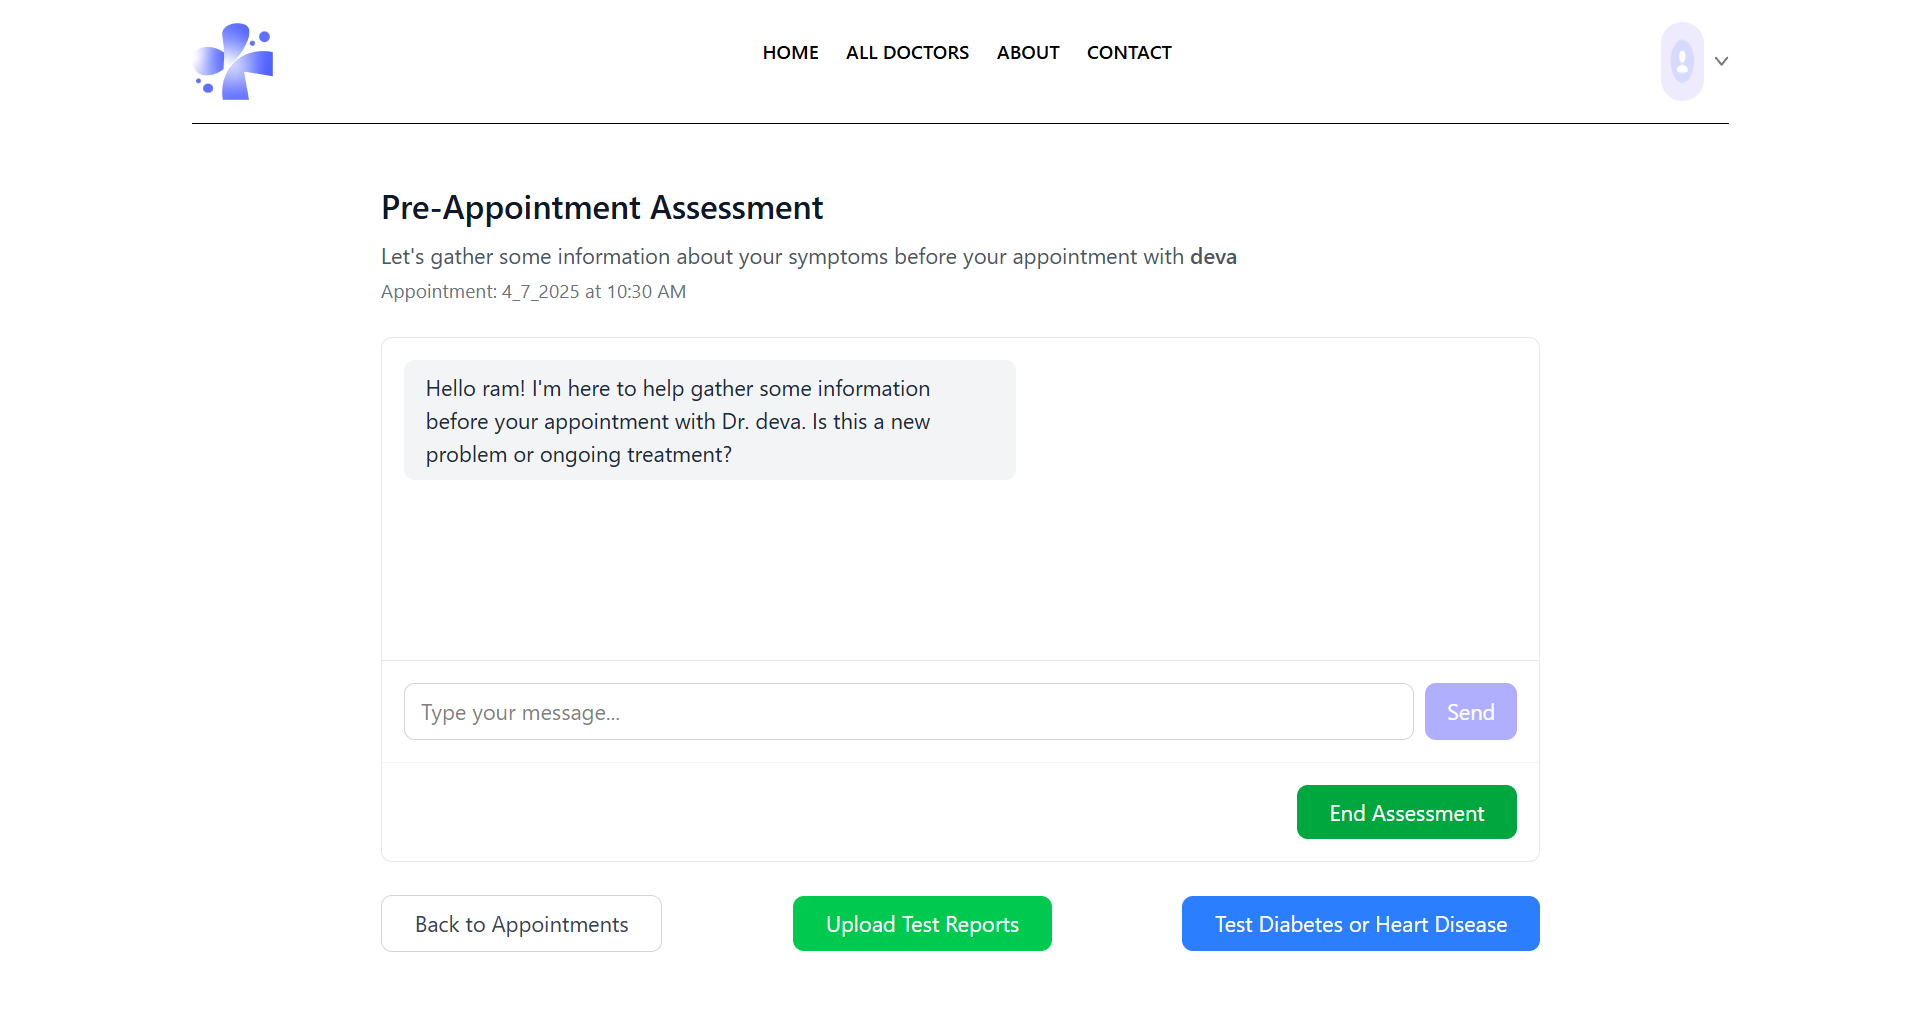 HOME ALL DOCTORS ABOUT CONTACT
Pre-Appointment Assessment
Let's gather some information about your symptoms before your appointment with deva
Appointment: 4_7_2025 at 10:30 AM
Hello ram! I'm here to help gather some information
before your appointment with Dr. deva. Is this a new
problem or ongoing treatment?
Type your message...
Send
End Assessment
Back to Appointments
Upload Test Reports
Test Diabetes or Heart Disease